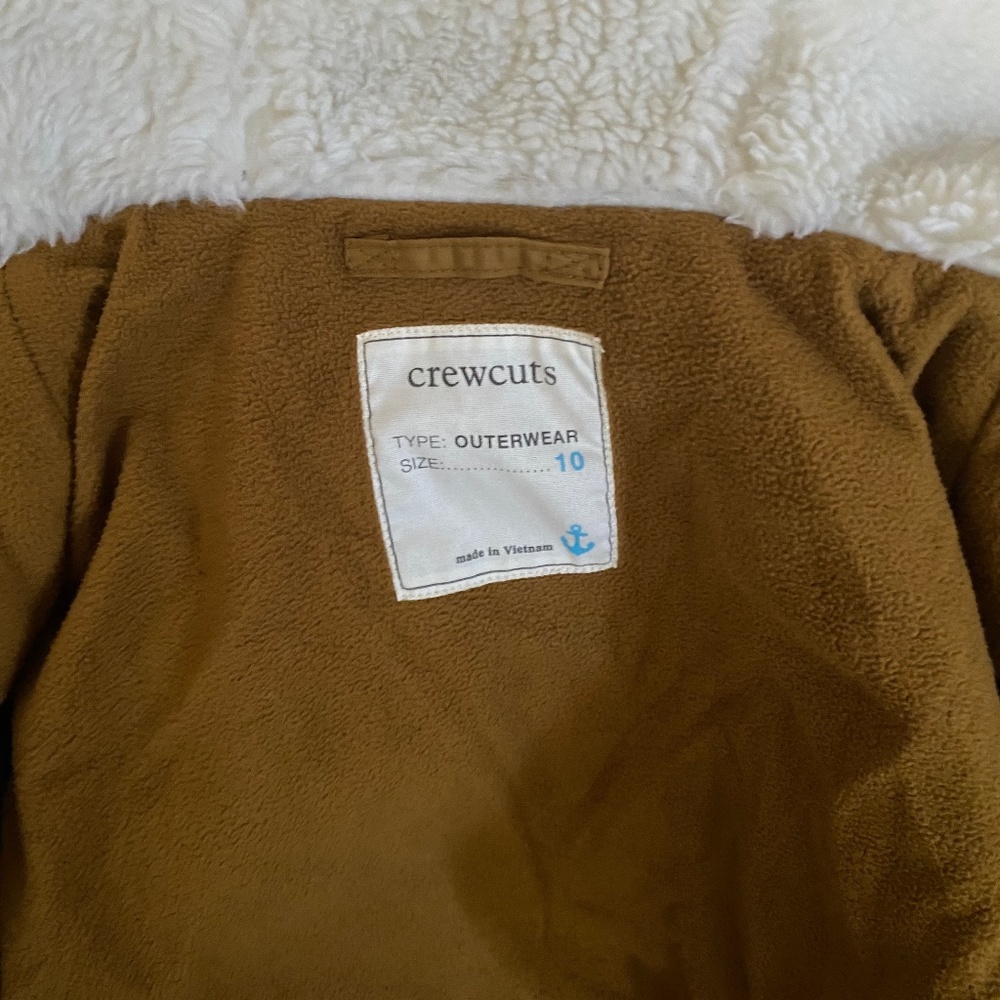 crewcuts
TYPE: OUTERWEAR
SIZE:.................. 10
made in Vietnam